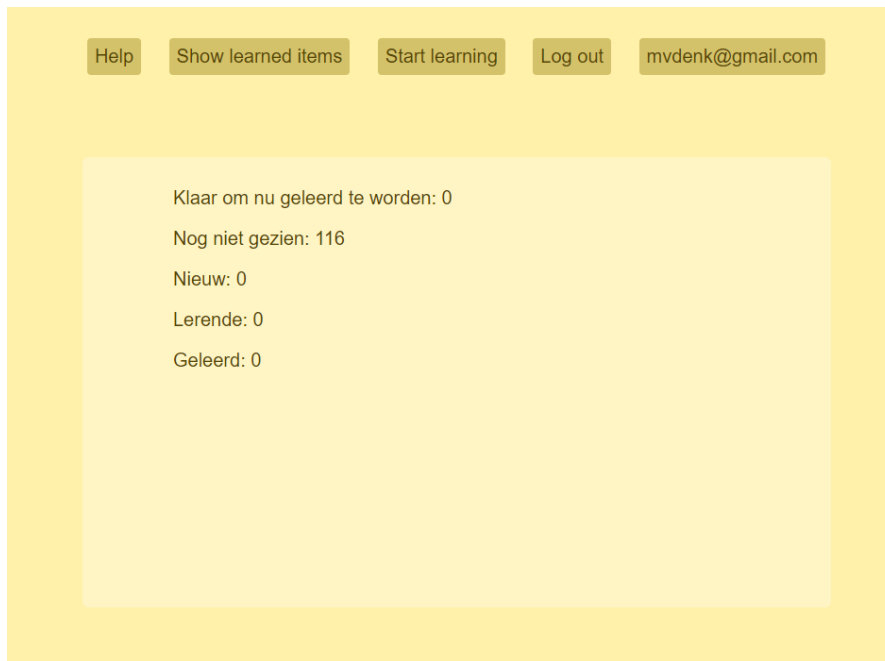 Help Show learned items Start learning Log out mvdenk@gmail.com
Klaar om nu geleerd te worden: 0
Nog niet gezien: 116
Nieuw: 0
Lerende: 0
Geleerd: 0